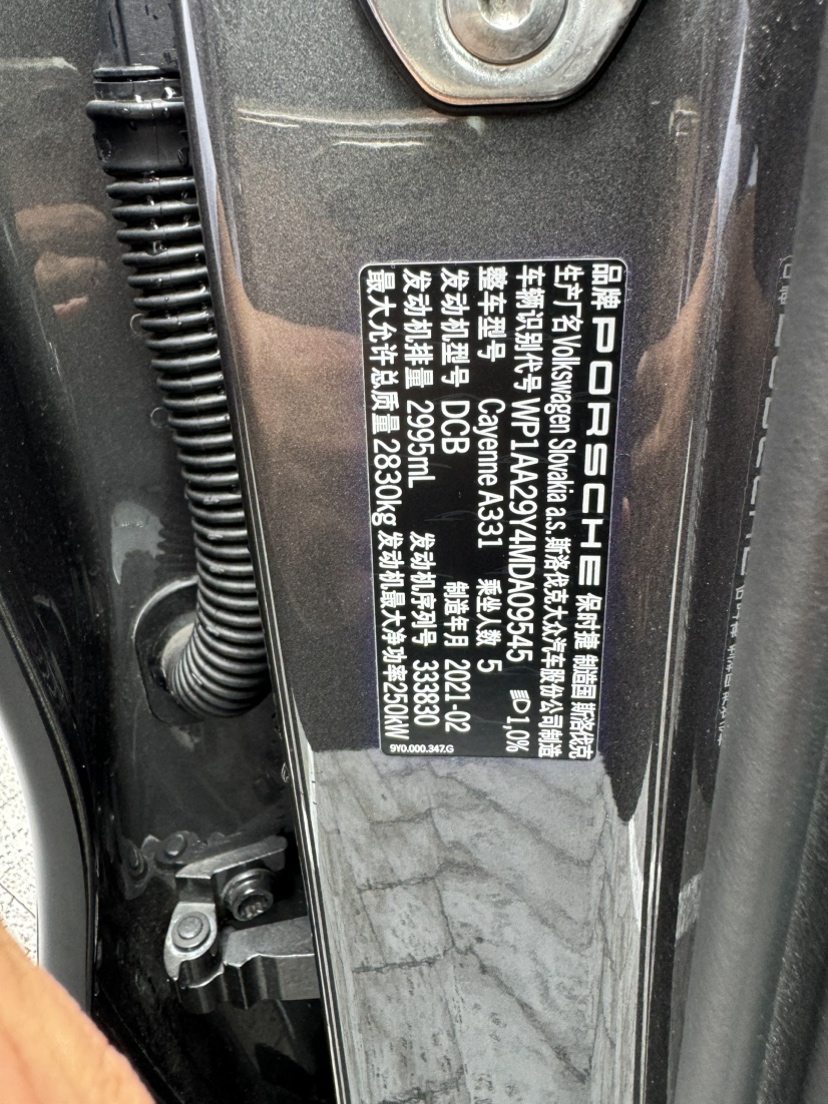 品牌 PORSCHE 保时捷 制造国 斯洛伐克
生产厂名 Volkswagen Slovakia a.s. 斯洛伐克大众汽车股份公司制造
车辆识别代号 WP1AA29Y4MDA09545 1,0%
整车型号 Cayenne A331 乘坐人数 5
发动机型号 DCB 制造年月 2021-02
发动机排量 2995mL 发动机序列号 333830
最大允许总质量 2830kg 发动机最大净功率250kW
9Y0.000.347.G